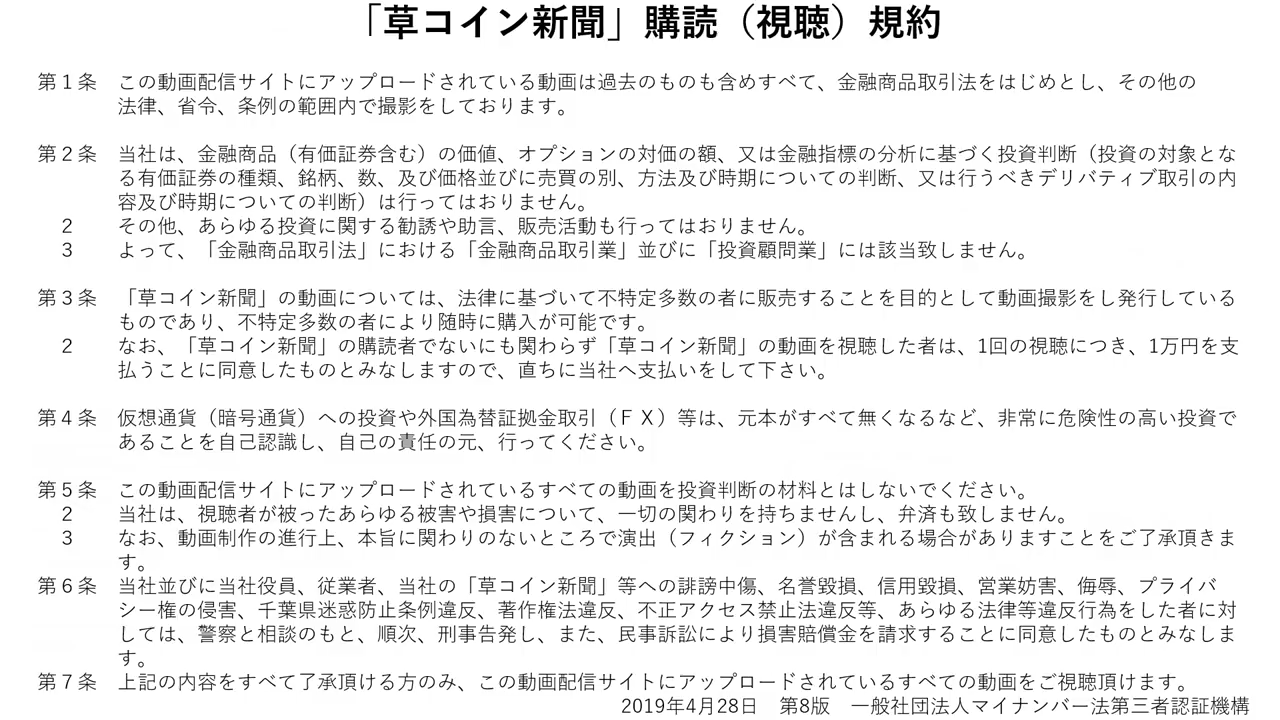 「草コイン新聞」購読（視聴）規約
第１条　この動画配信サイトにアップロードされている動画は過去のものも含めすべて、金融商品取引法をはじめとし、その他の
法律、省令、条例の範囲内で撮影をしております。
第２条　当社は、金融商品（有価証券含む）の価値、オプションの対価の額、又は金融指標の分析に基づく投資判断（投資の対象とな
る有価証券の種類、銘柄、数、及び価格並びに売買の別、方法及び時期についての判断、又は行うべきデリバティブ取引の内
容及び時期についての判断）は行ってはおりません。
２　その他、あらゆる投資に関する勧誘や助言、販売活動も行ってはおりません。
３　よって、「金融商品取引法」における「金融商品取引業」並びに「投資顧問業」には該当致しません。
第３条　「草コイン新聞」の動画については、法律に基づいて不特定多数の者に販売することを目的として動画撮影をし発行している
ものであり、不特定多数の者により随時に購入が可能です。
２　なお、「草コイン新聞」の購読者でないにも関わらず「草コイン新聞」の動画を視聴した者は、1回の視聴につき、1万円を支
払うことに同意したものとみなしますので、直ちに当社へ支払いをして下さい。
第４条　仮想通貨（暗号通貨）への投資や外国為替証拠金取引（ＦＸ）等は、元本がすべて無くなるなど、非常に危険性の高い投資で
あることを自己認識し、自己の責任の元、行ってください。
第５条　この動画配信サイトにアップロードされているすべての動画を投資判断の材料とはしないでください。
２　当社は、視聴者が被ったあらゆる被害や損害について、一切の関わりを持ちませんし、弁済も致しません。
３　なお、動画制作の進行上、本旨に関わりのないところで演出（フィクション）が含まれる場合がありますことをご了承頂きま
す。
第６条　当社並びに当社役員、従業者、当社の「草コイン新聞」等への誹謗中傷、名誉毀損、信用毀損、営業妨害、侮辱、プライバ
シー権の侵害、千葉県迷惑防止条例違反、著作権法違反、不正アクセス禁止法違反等、あらゆる法律等違反行為をした者に対
しては、警察と相談のもと、順次、刑事告発し、また、民事訴訟により損害賠償金を請求することに同意したものとみなしま
す。
第７条　上記の内容をすべて了承頂ける方のみ、この動画配信サイトにアップロードされているすべての動画をご視聴頂けます。
2019年4月28日　第8版　一般社団法人マイナンバー法第三者認証機構